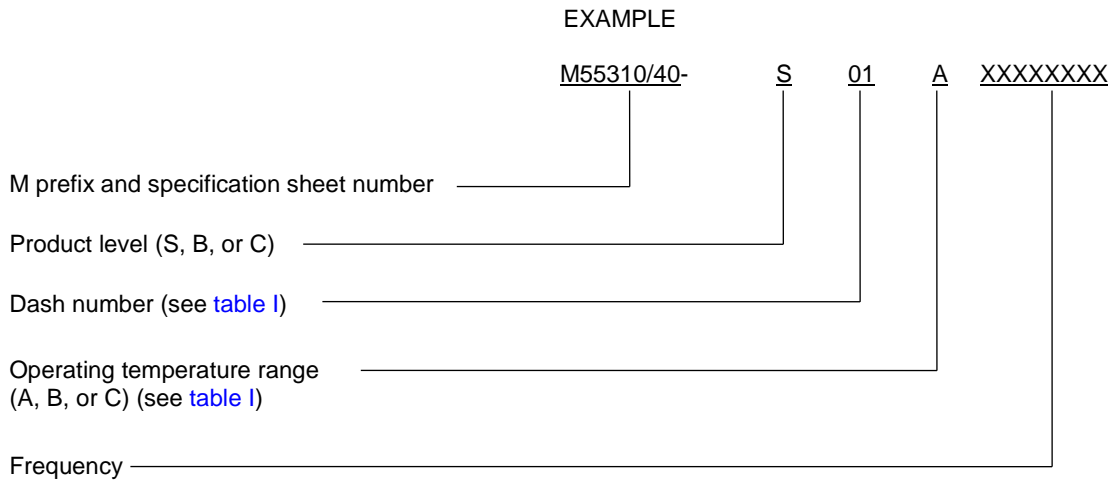 EXAMPLE
M55310/40- S 01 A XXXXXXXX
M prefix and specification sheet number
Product level (S, B, or C)
Dash number (see table I)
Operating temperature range
(A, B, or C) (see table I)
Frequency